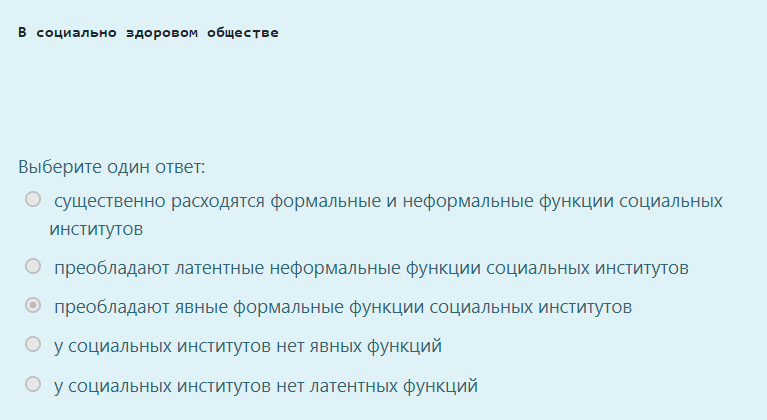 В социально здоровом обществе
Выберите один ответ:
существенно расходятся формальные и неформальные функции социальных
институтов
преобладают латентные неформальные функции социальных институтов
преобладают явные формальные функции социальных институтов
у социальных институтов нет явных функций
у социальных институтов нет латентных функций